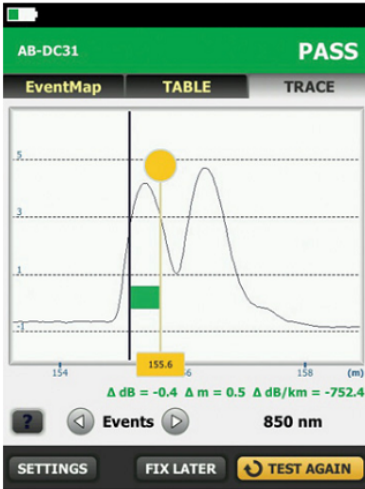 AB-DC31 PASS
EventMap TABLE TRACE
5
3
1
-1
155.6
154 158 (m)
Δ dB = -0.4 Δ m = 0.5 Δ dB/km = -752.4
? Events 850 nm
SETTINGS FIX LATER TEST AGAIN